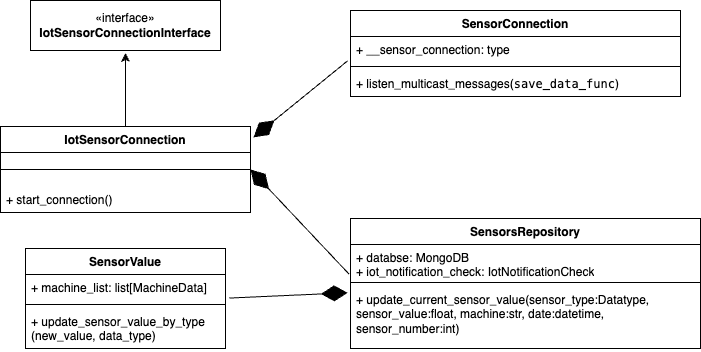 «interface»
IotSensorConnectionInterface
SensorConnection
+ __sensor_connection: type
+ listen_multicast_messages(save_data_func)
IotSensorConnection
+ start_connection()
SensorsRepository
+ databse: MongoDB
+ iot_notification_check: IotNotificationCheck
+ update_current_sensor_value(sensor_type:Datatype,
sensor_value:float, machine:str, date:datetime,
sensor_number:int)
SensorValue
+ machine_list: list[MachineData]
+ update_sensor_value_by_type
(new_value, data_type)